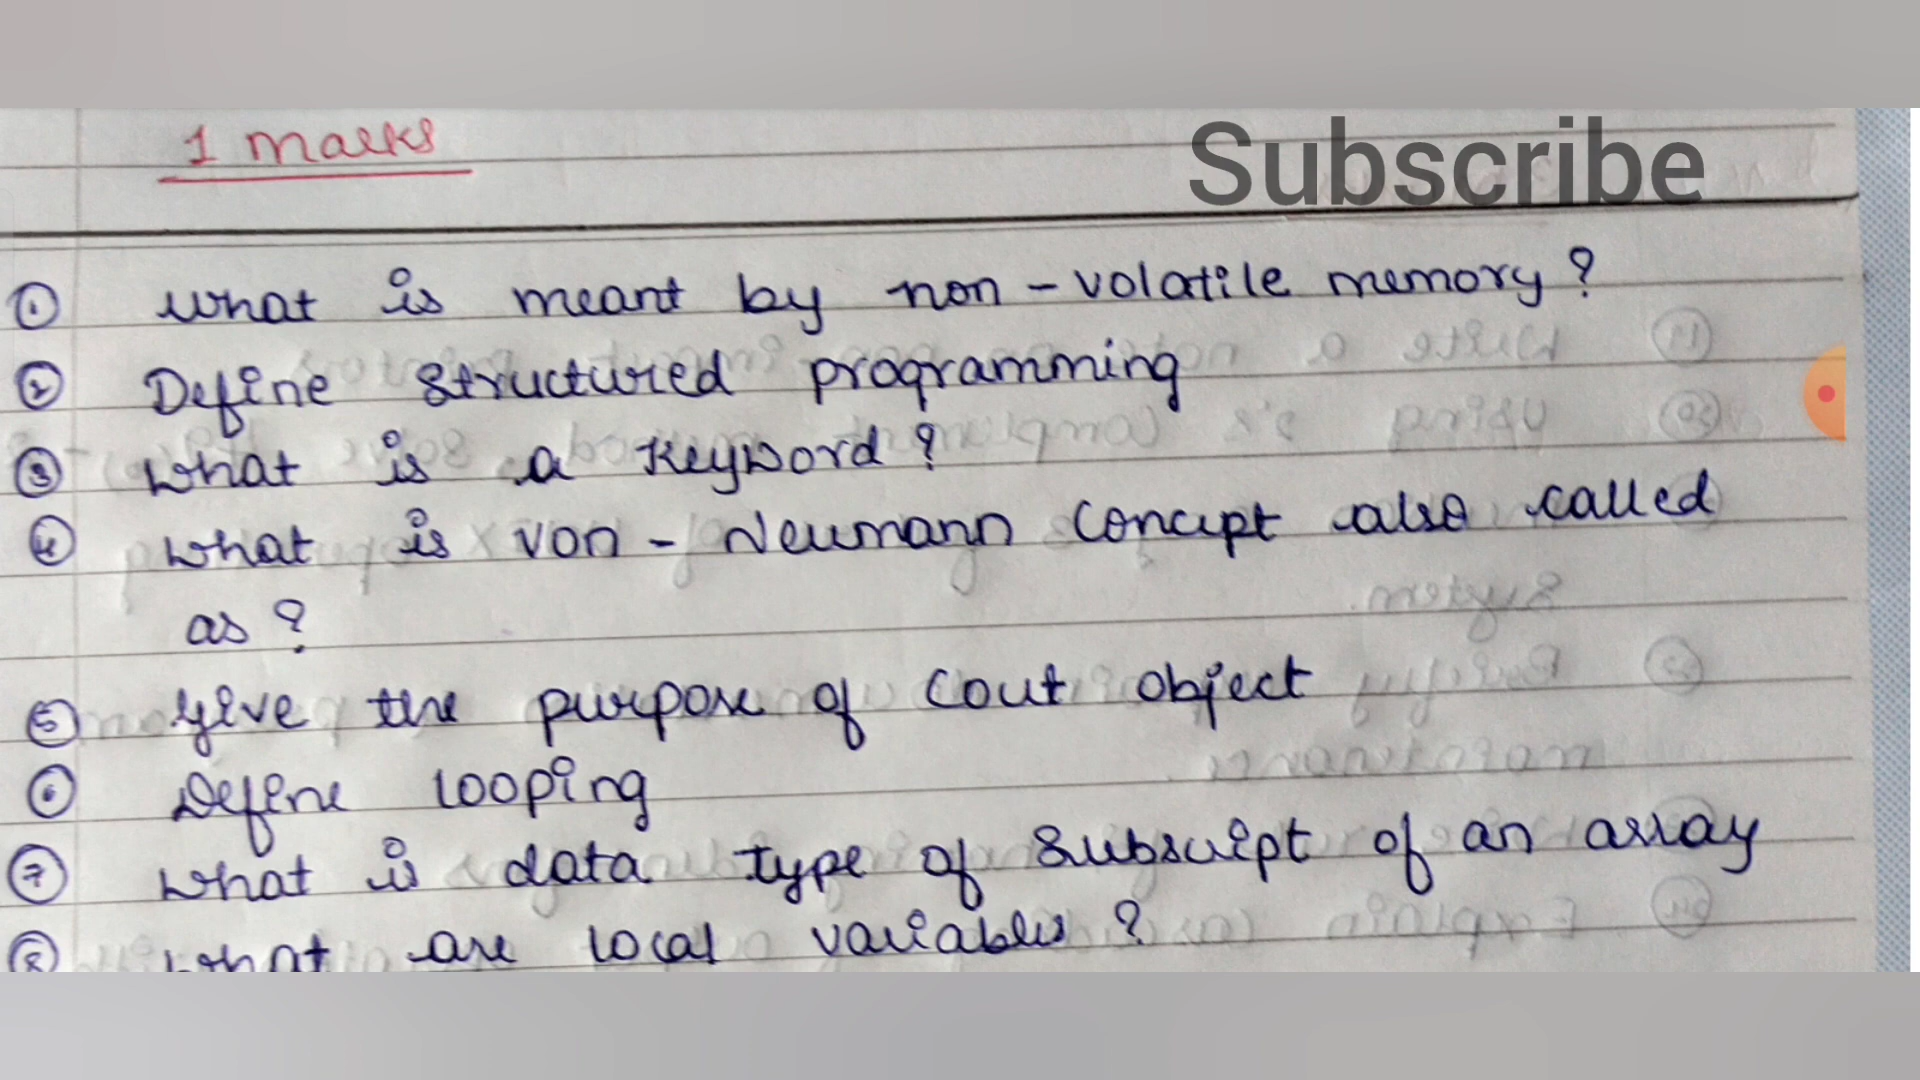 1 marks
Subscribe
① What is meant by non-volatile memory?
② Define structured programming
③ What is a keyword?
④ What is von-Neumann concept also called
as?
⑤ Give the purpose of Cout object
⑥ Define looping
⑦ What is data type of subscript of an array
⑧ What are local variables?